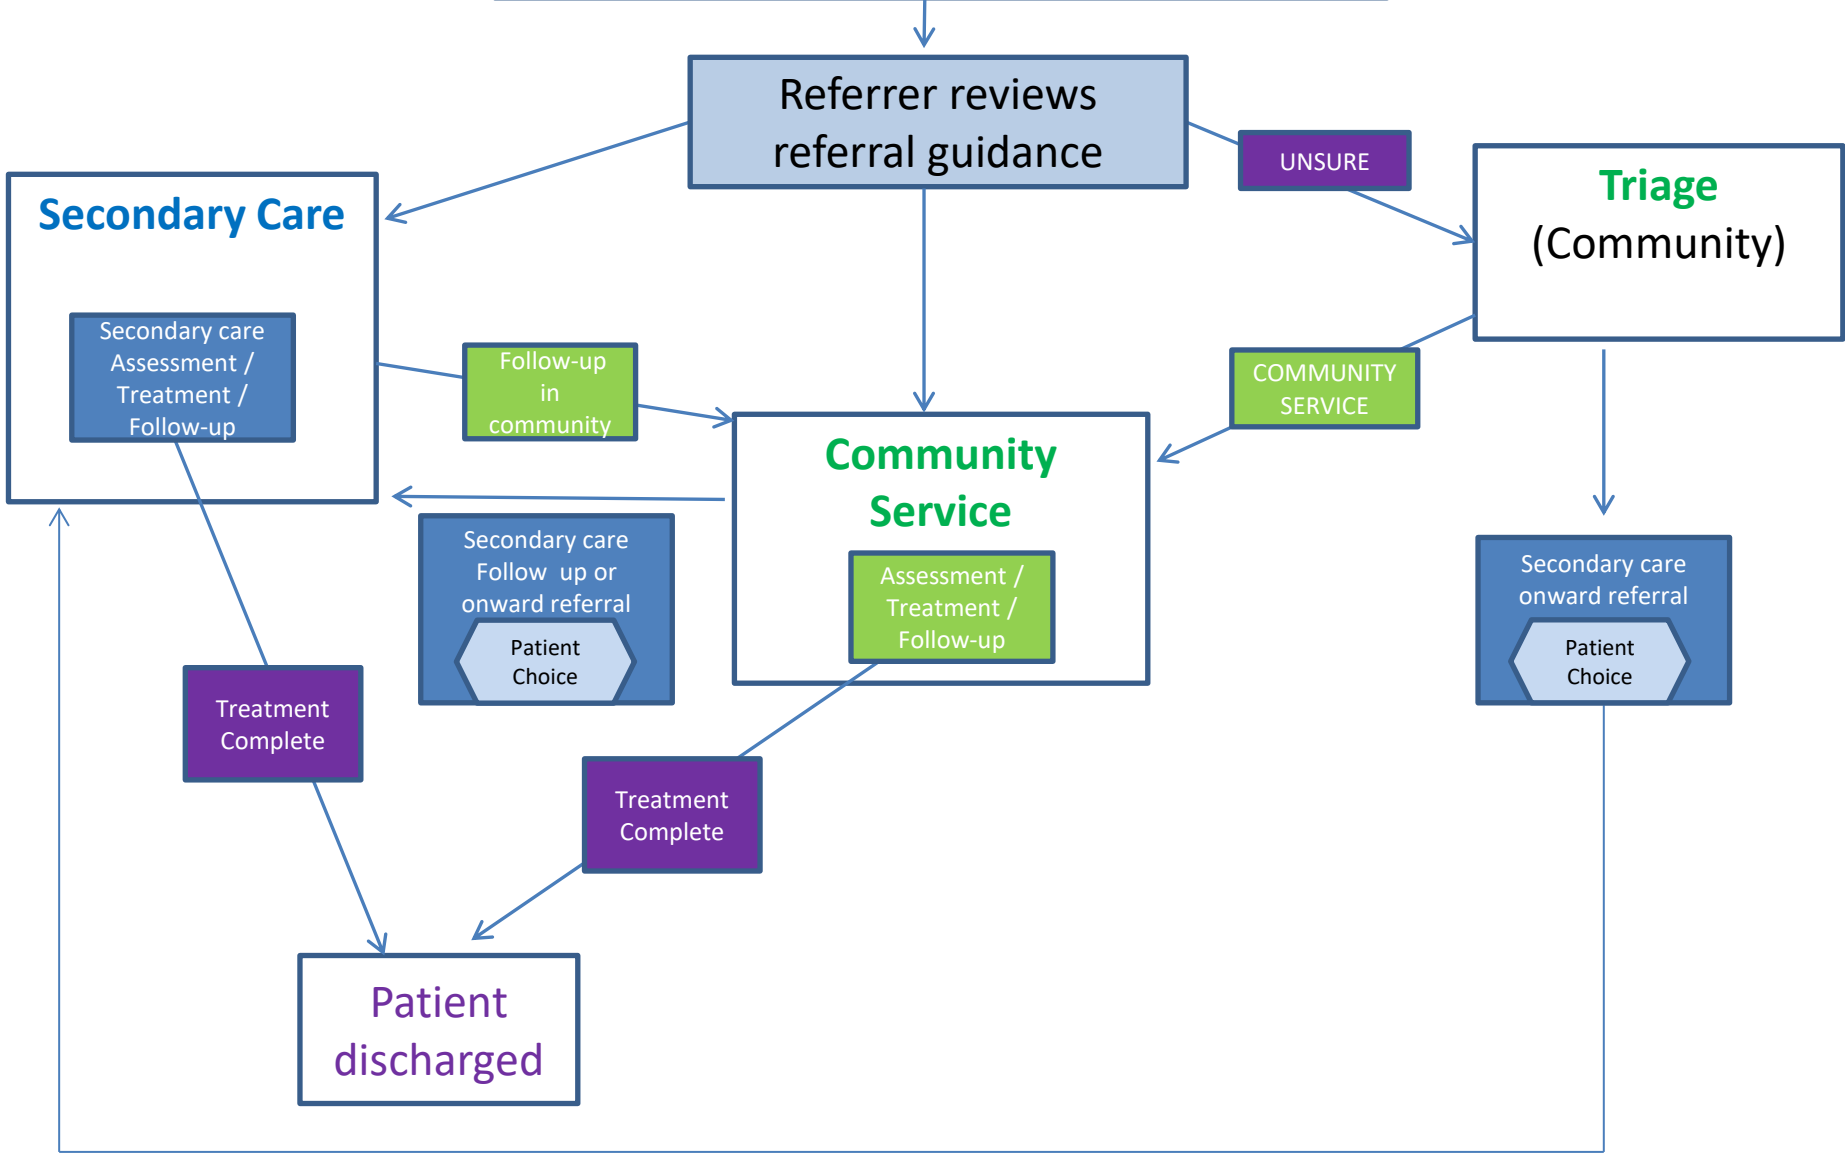 Referrer reviews
referral guidance
UNSURE
Triage
(Community)
Secondary Care
Secondary care
Assessment /
Treatment /
Follow-up
Follow-up
in
community
COMMUNITY
SERVICE
Community
Service
Assessment /
Treatment /
Follow-up
Secondary care
Follow up or
onward referral
Patient
Choice
Secondary care
onward referral
Patient
Choice
Treatment
Complete
Treatment
Complete
Patient
discharged